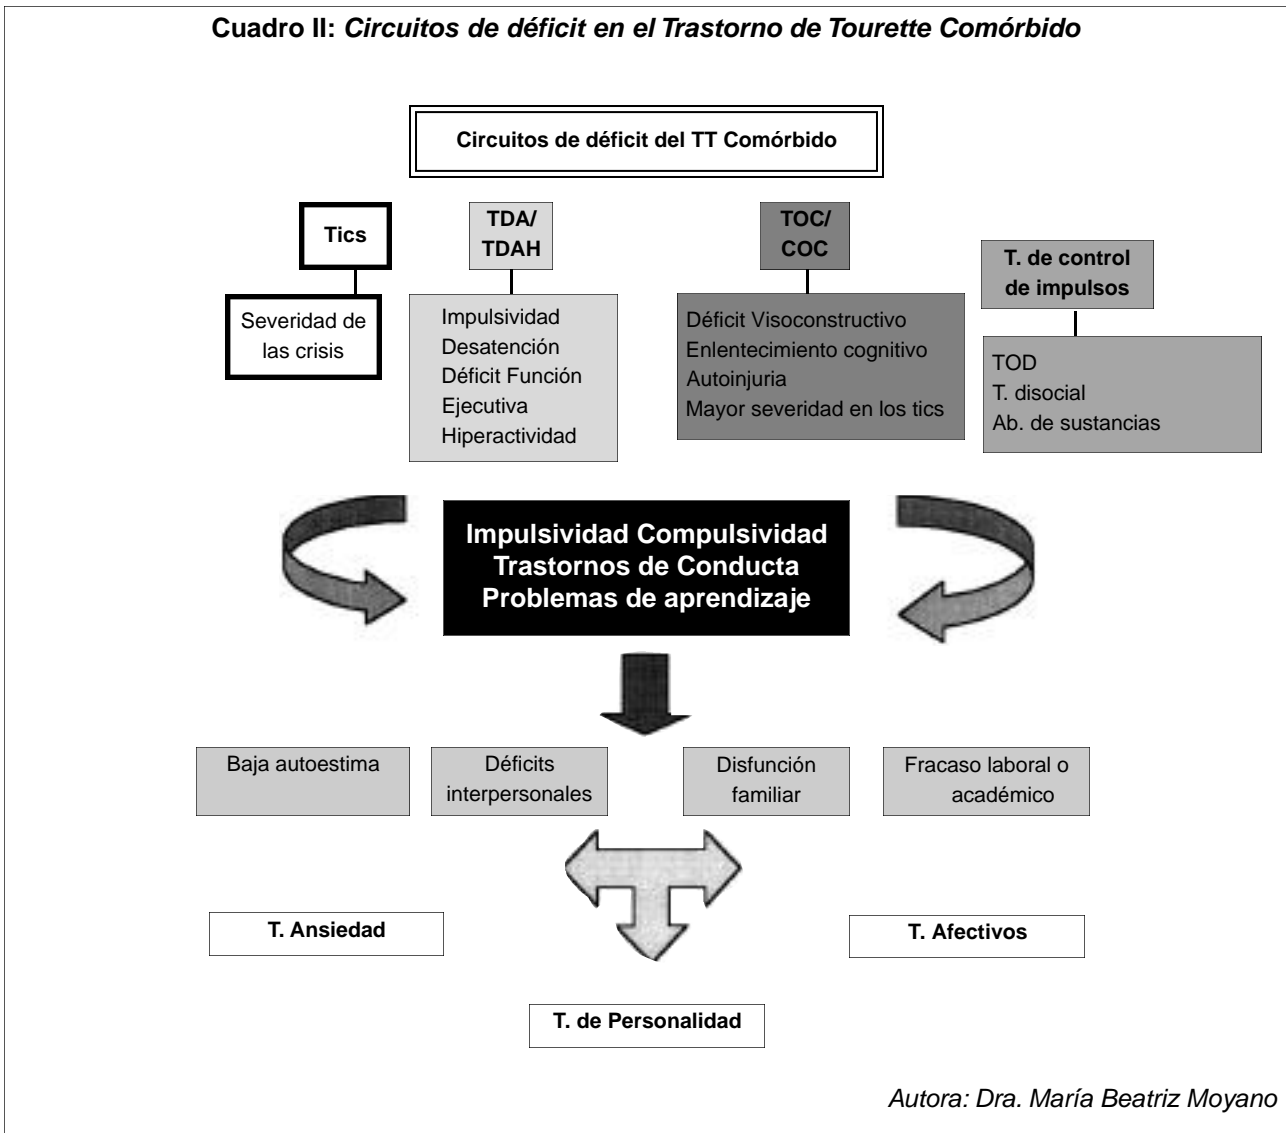 Cuadro II: Circuitos de déficit en el Trastorno de Tourette Comórbido
Circuitos de déficit del TT Comórbido
Tics
Severidad de
las crisis
TDA/
TDAH
Impulsividad
Desatención
Déficit Función
Ejecutiva
Hiperactividad
TOC/
COC
Déficit Visoconstructivo
Enlentecimiento cognitivo
Autoinjuria
Mayor severidad en los tics
T. de control
de impulsos
TOD
T. disocial
Ab. de sustancias
Impulsividad Compulsividad
Trastornos de Conducta
Problemas de aprendizaje
Baja autoestima
Déficits
interpersonales
Disfunción
familiar
Fracaso laboral o
académico
T. Ansiedad
T. Afectivos
T. de Personalidad
Autora: Dra. María Beatriz Moyano